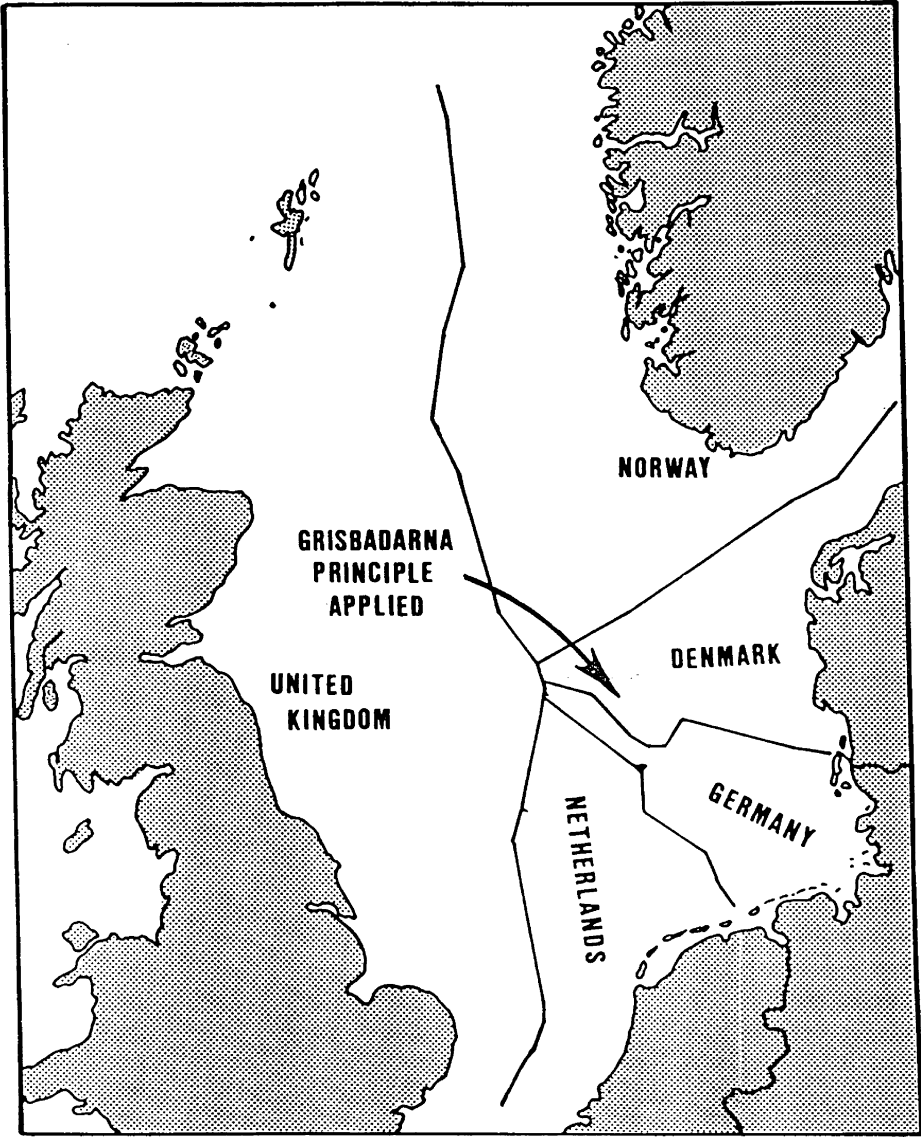 NORWAY
GRISBADARNA
PRINCIPLE
APPLIED
DENMARK
UNITED
KINGDOM
GERMANY
NETHERLANDS